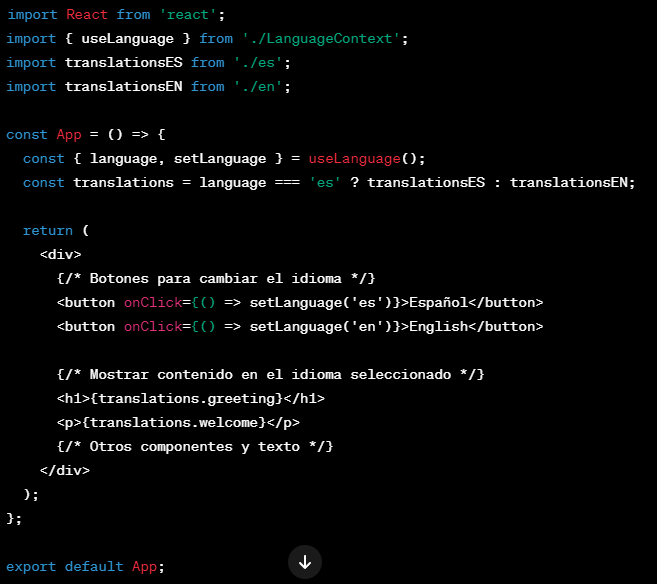 import React from 'react';
import { useLanguage } from './LanguageContext';
import translationsES from './es';
import translationsEN from './en';
const App = () => {
const { language, setLanguage } = useLanguage();
const translations = language === 'es' ? translationsES : translationsEN;
return (
<div>
{/* Botones para cambiar el idioma */}
<button onClick={() => setLanguage('es')}>Español</button>
<button onClick={() => setLanguage('en')}>English</button>
{/* Mostrar contenido en el idioma seleccionado */}
<h1>{translations.greeting}</h1>
<p>{translations.welcome}</p>
{/* Otros componentes y texto */}
</div>
);
};
export default App;